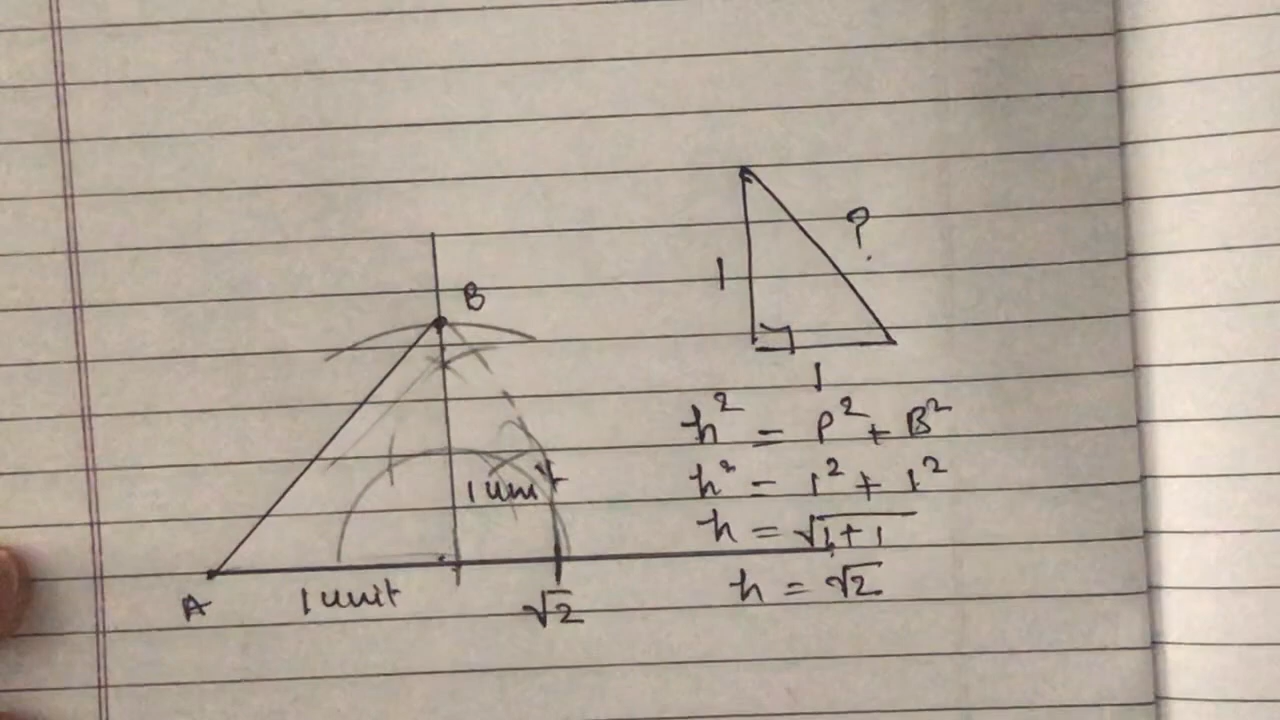 B
1 unit
A
1 unit
√2
?
1
1
h² = P² + B²
h² = 1² + 1²
h = √1+1
h = √2